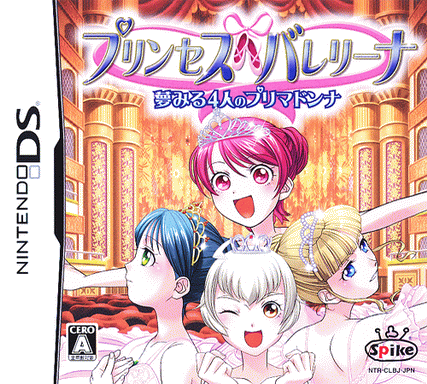 プリンセス バレリーナ
夢みる4人のプリマドンナ
NINTENDO DS
CERO
A
Spike
NTR-CLBJ-JPN